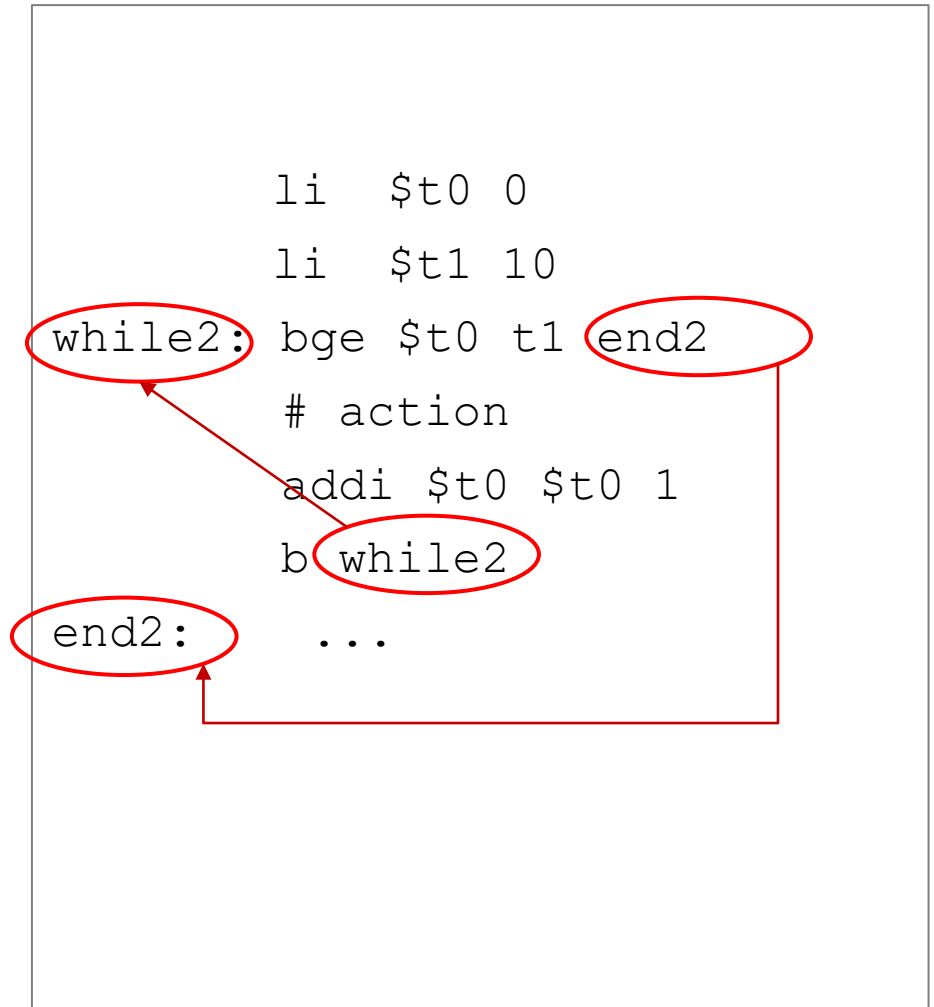 li $t0 0
li $t1 10
while2: bge $t0 t1 end2
# action
addi $t0 $t0 1
b while2
end2: ...